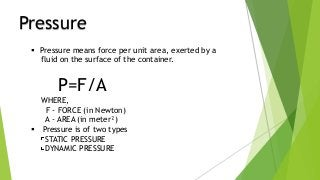 Pressure
▪ Pressure means force per unit area, exerted by a
fluid on the surface of the container.
P=F/A
WHERE,
F - FORCE (in Newton)
A - AREA (in meter²)
▪ Pressure is of two types
STATIC PRESSURE
DYNAMIC PRESSURE